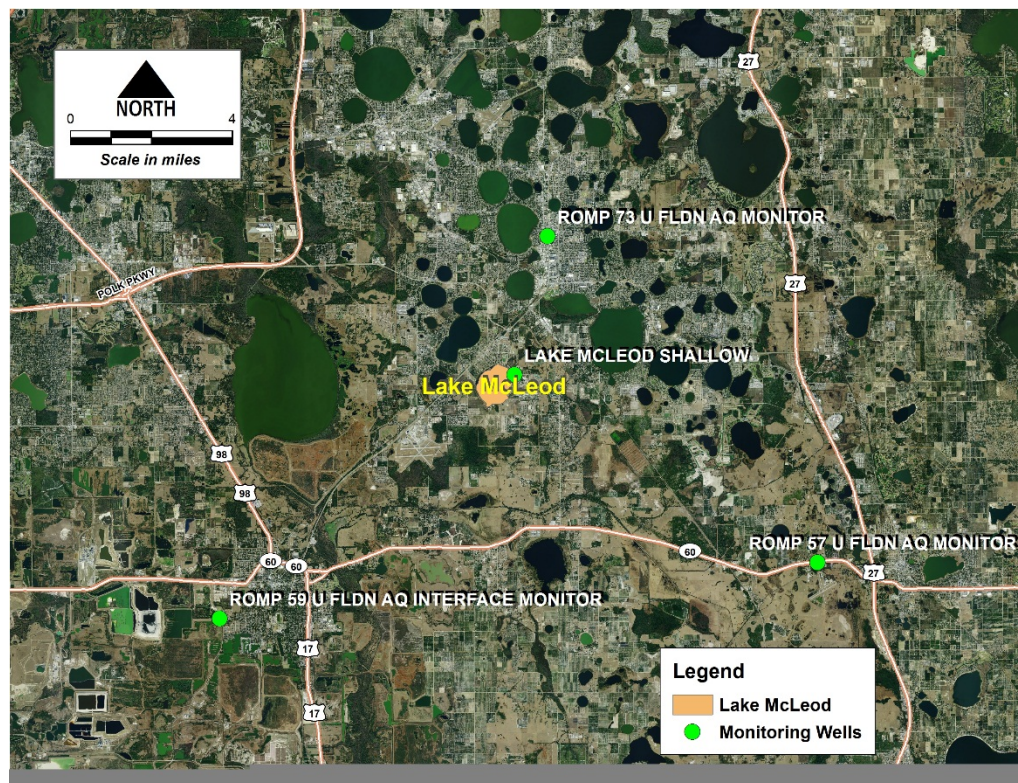 27
NORTH
0 4
Scale in miles
ROMP 73 U FLDN AQ MONITOR
POLK PKWY
27
LAKE MCLEOD SHALLOW
Lake McLeod
98
98
60
ROMP 57 U FLDN AQ MONITOR
60
60
27
ROMP 59 U FLDN AQ INTERFACE MONITOR
17
Legend
Lake McLeod
Monitoring Wells
17